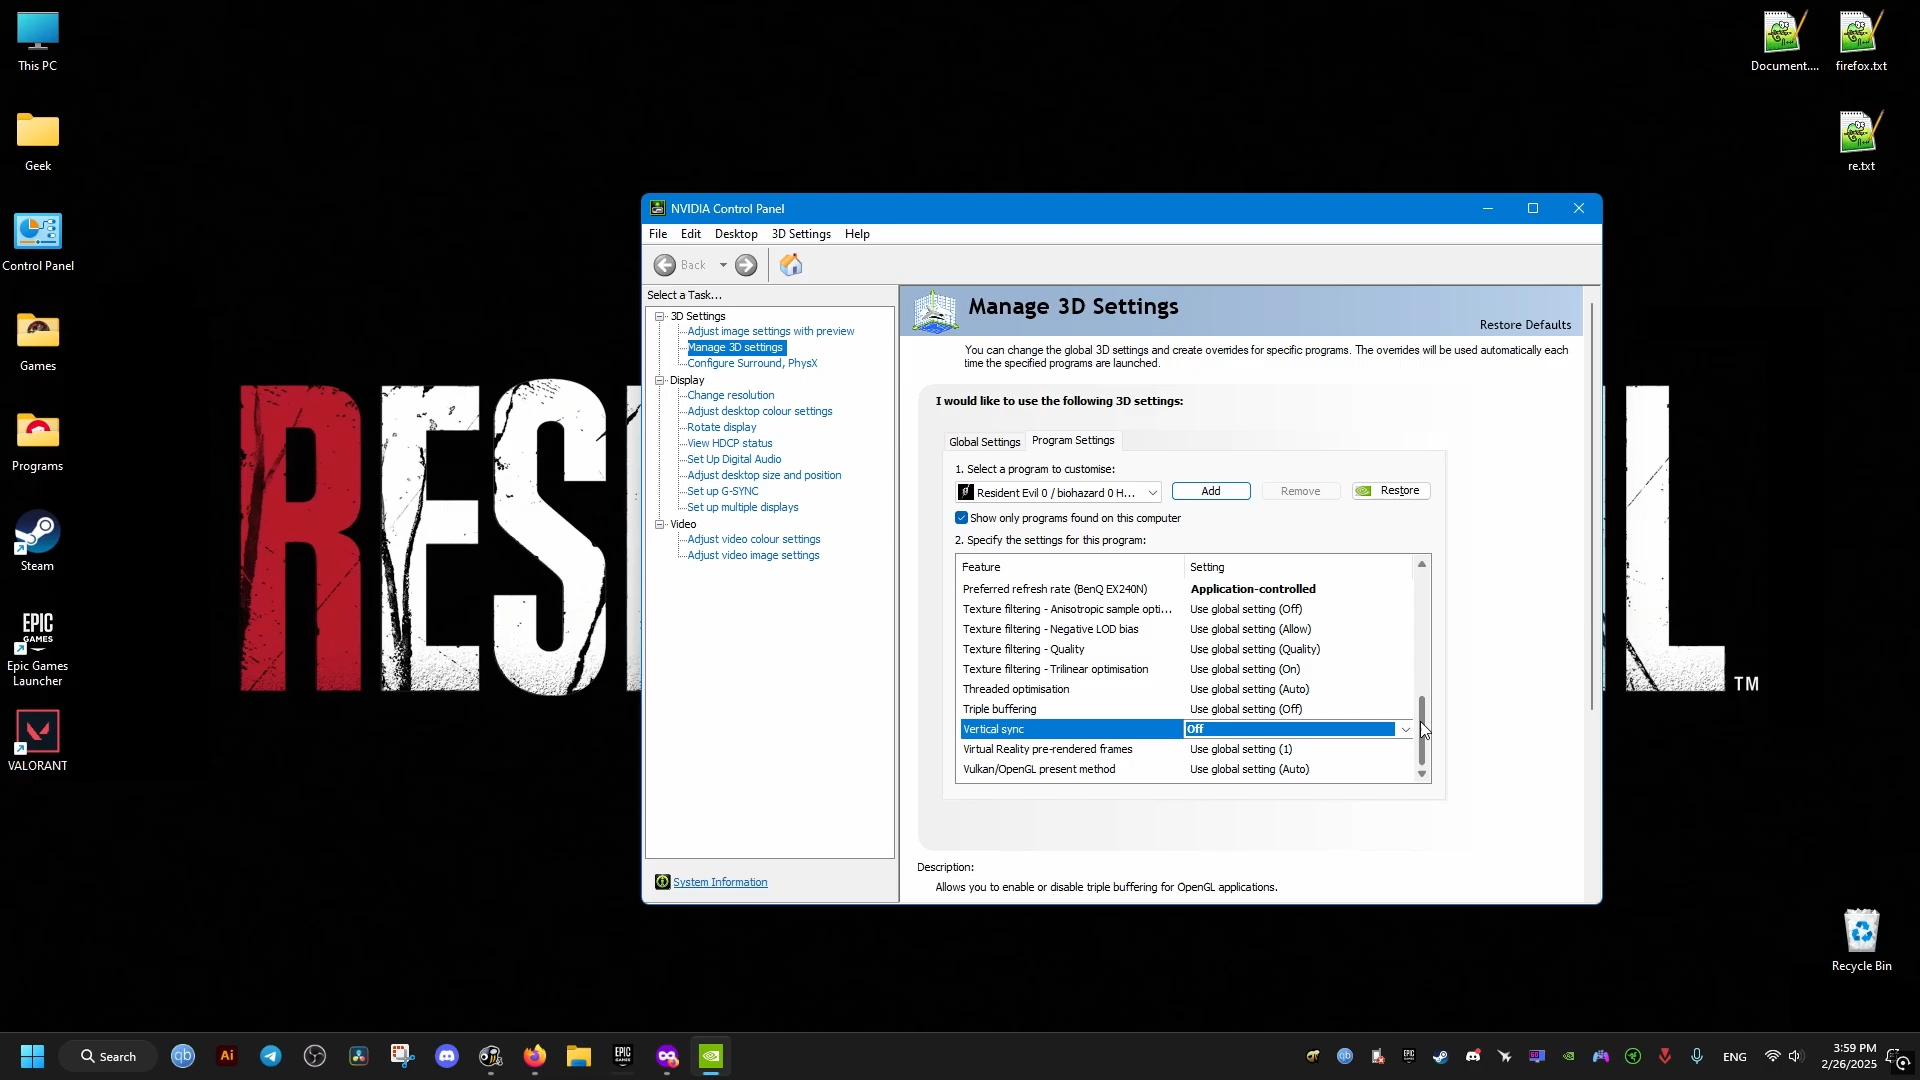 This PC
Geek
Control Panel
Games
Programs
Steam
EPIC
GAMES
Epic Games
Launcher
VALORANT
Document....
firefox.txt
re.txt
Recycle Bin
RES
L
TM
NVIDIA Control Panel
File Edit Desktop 3D Settings Help
Back
Select a Task...
3D Settings
Adjust image settings with preview
Manage 3D settings
Configure Surround, PhysX
Display
Change resolution
Adjust desktop colour settings
Rotate display
View HDCP status
Set Up Digital Audio
Adjust desktop size and position
Set up G-SYNC
Set up multiple displays
Video
Adjust video colour settings
Adjust video image settings
System Information
Manage 3D Settings
Restore Defaults
You can change the global 3D settings and create overrides for specific programs. The overrides will be used automatically each
time the specified programs are launched.
I would like to use the following 3D settings:
Global Settings Program Settings
1. Select a program to customise:
Resident Evil 0 / biohazard 0 H... Add Remove Restore
Show only programs found on this computer
2. Specify the settings for this program:
Feature Setting
Preferred refresh rate (BenQ EX240N) Application-controlled
Texture filtering - Anisotropic sample opti... Use global setting (Off)
Texture filtering - Negative LOD bias Use global setting (Allow)
Texture filtering - Quality Use global setting (Quality)
Texture filtering - Trilinear optimisation Use global setting (On)
Threaded optimisation Use global setting (Auto)
Triple buffering Use global setting (Off)
Vertical sync Off
Virtual Reality pre-rendered frames Use global setting (1)
Vulkan/OpenGL present method Use global setting (Auto)
Description:
Allows you to enable or disable triple buffering for OpenGL applications.
Search
qb
Ai
EPIC
GAMES
ENG
3:59 PM
2/26/2025